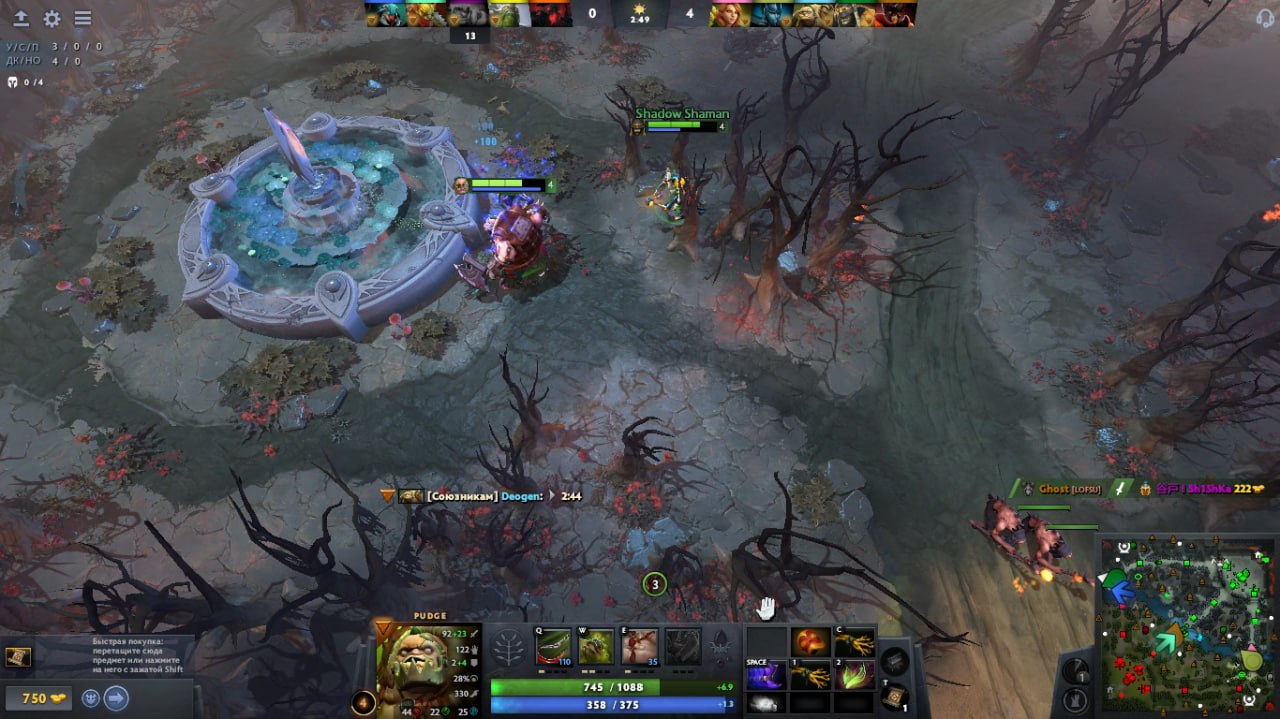 0
2:49
4
13
У/С/П 3 / 0 / 0
ДК/НО 4 / 0
0 /4
Shadow Shaman
4
+100
+100
4
[Союзникам] Deogen: 2:44
Ghost [LOFSU]
Sh1ShKa 222
3
PUDGE
Быстрая покупка:
перетащите сюда
предмет или нажмите
на него с зажатой Shift
750
92+23
122
2+4
28%
330
4
44 22 25
Q
W
E
110
35
745 / 1088
+6.9
358 / 375
+1.3
C
SPACE
1
2
3
T
1
1